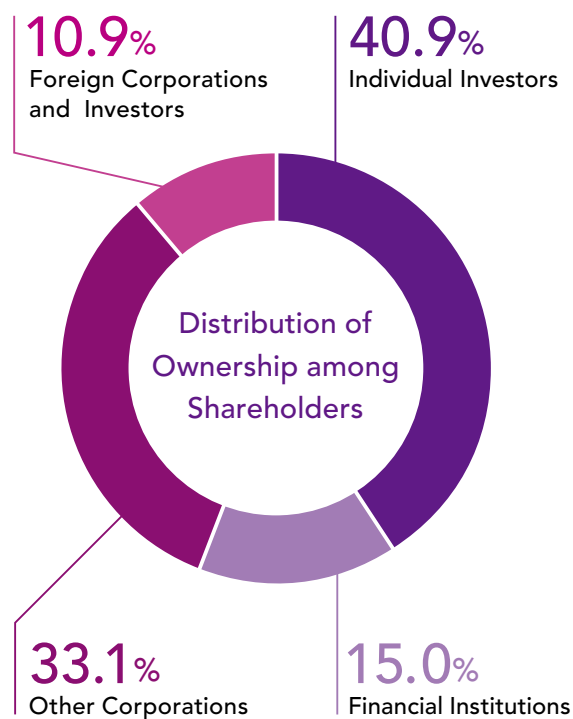 10.9%
Foreign Corporations
and Investors
40.9%
Individual Investors
Distribution of
Ownership among
Shareholders
33.1%
Other Corporations
15.0%
Financial Institutions